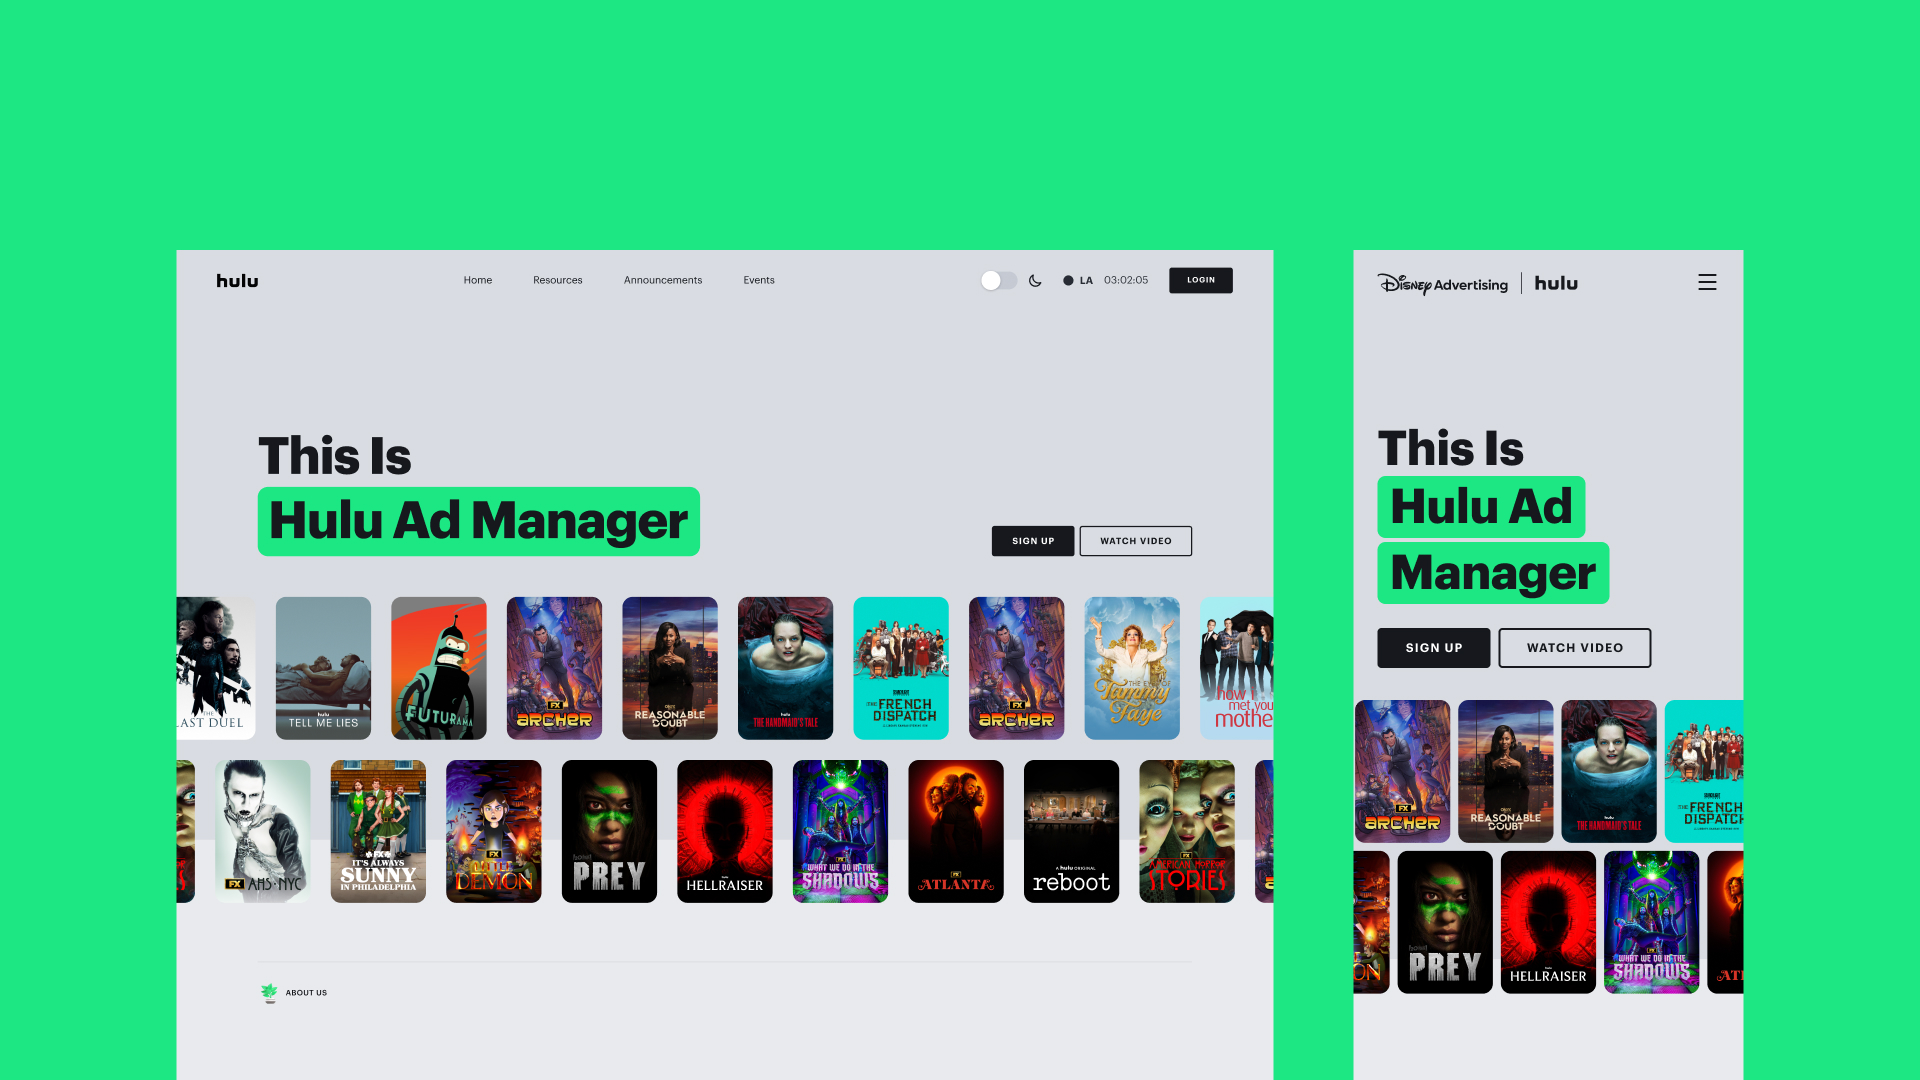 hulu
Home
Resources
Announcements
Events
LA
03:02:05
LOGIN
This Is
Hulu Ad Manager
SIGN UP
WATCH VIDEO
THE
LAST DUEL
hulu
TELL ME LIES
FUTURAMA
FX
ARCHER
REASONABLE
DOUBT
hulu
THE HANDMAID'S TALE
THE FRENCH
DISPATCH
FX
ARCHER
THE EYES OF
Tammy
Faye
how i
met you
mothe
FX AHS·NYC
FX
IT'S ALWAYS
SUNNY
IN PHILADELPHIA
FX
LITTLE
DEMON
PREY
hulu
HELLRAISER
FX
WHAT WE DO IN THE
SHADOWS
FX
ATLANTA
A hulu ORIGINAL
reboot
FX
AMERICAN HORROR
STORIES
ABOUT US
Disney Advertising
hulu
This Is
Hulu Ad
Manager
SIGN UP
WATCH VIDEO
FX
ARCHER
REASONABLE
DOUBT
hulu
THE HANDMAID'S TALE
THE FRENCH
DISPATCH
ON
PREY
hulu
HELLRAISER
FX
WHAT WE DO IN THE
SHADOWS
AT